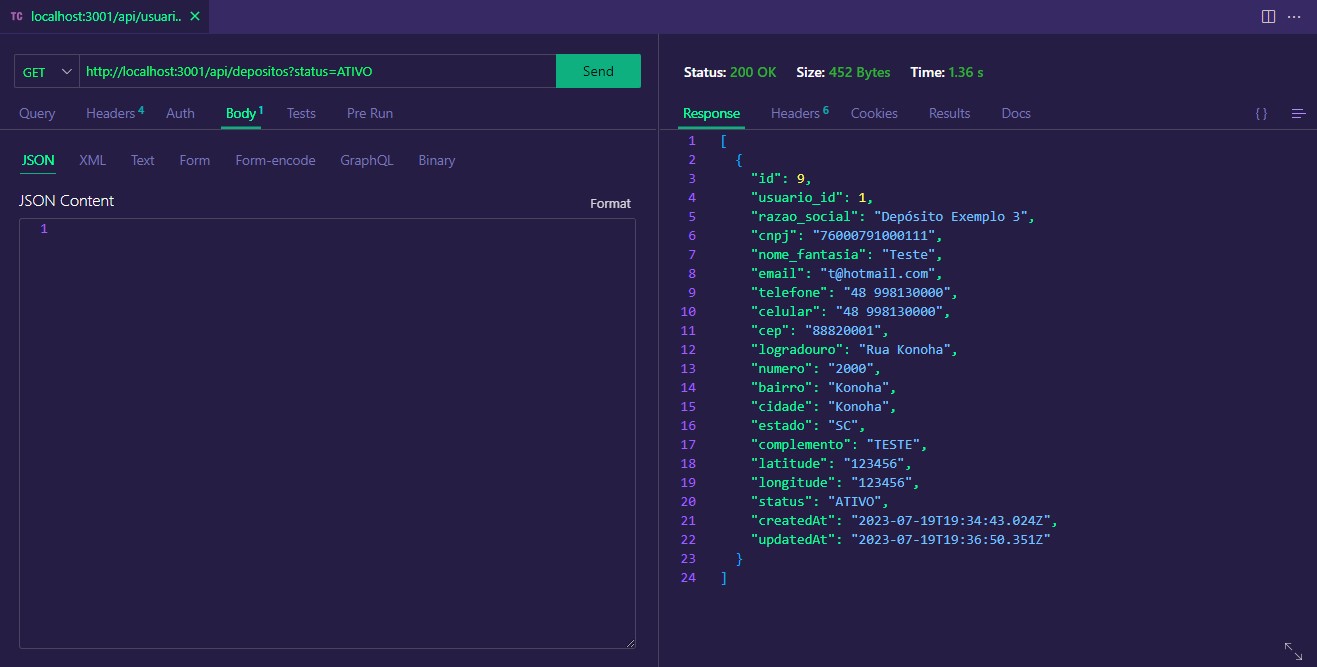 TC localhost:3001/api/usuari..
GET http://localhost:3001/api/depositos?status=ATIVO Send
Query Headers 4 Auth Body 1 Tests Pre Run
JSON XML Text Form Form-encode GraphQL Binary
JSON Content Format
1
Status: 200 OK Size: 452 Bytes Time: 1.36 s
Response Headers 6 Cookies Results Docs { }
1 [
2 {
3 "id": 9,
4 "usuario_id": 1,
5 "razao_social": "Depósito Exemplo 3",
6 "cnpj": "76000791000111",
7 "nome_fantasia": "Teste",
8 "email": "t@hotmail.com",
9 "telefone": "48 998130000",
10 "celular": "48 998130000",
11 "cep": "88820001",
12 "logradouro": "Rua Konoha",
13 "numero": "2000",
14 "bairro": "Konoha",
15 "cidade": "Konoha",
16 "estado": "SC",
17 "complemento": "TESTE",
18 "latitude": "123456",
19 "longitude": "123456",
20 "status": "ATIVO",
21 "createdAt": "2023-07-19T19:34:43.024Z",
22 "updatedAt": "2023-07-19T19:36:50.351Z"
23 }
24 ]